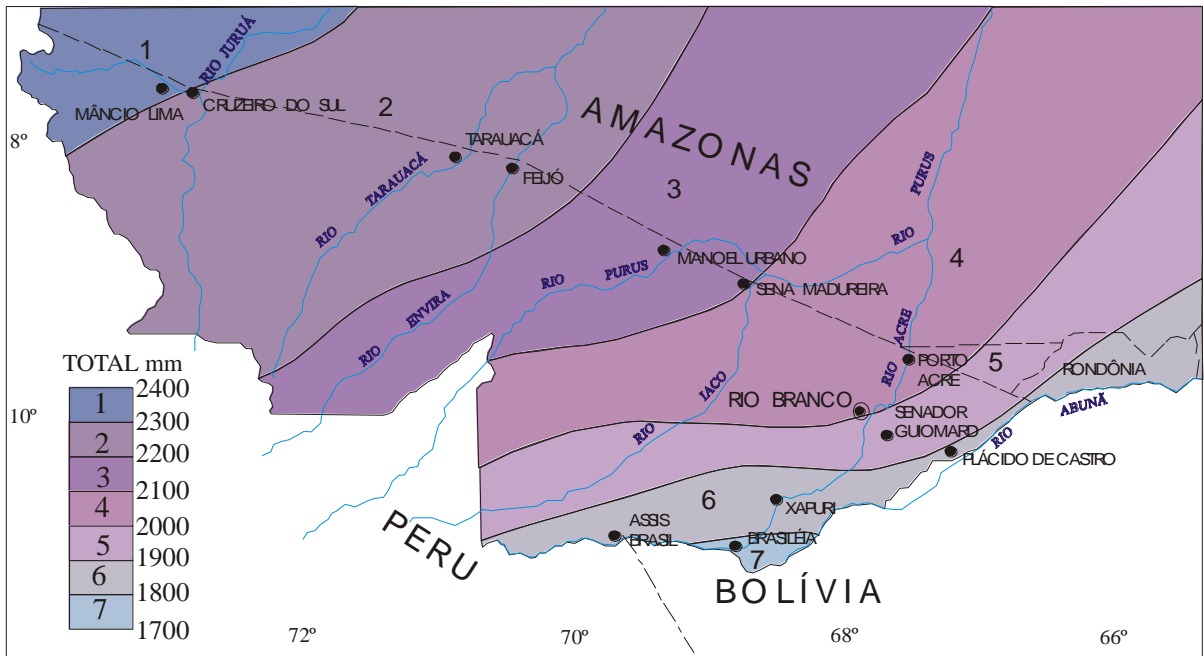 1
RIO JURUÁ
MÂNCIO LIMA
CRUZEIRO DO SUL
2
8º
TARAUACÁ
FEIJÓ
RIO TARAUACÁ
AMAZONAS
3
PURUS
RIO
4
MANOEL URBANO
RIO PURUS
SENA MADUREIRA
RIO ENVIRA
RIO ACRE
PORTO
ACRE
5
RONDÔNIA
RIO ABUNÃ
RIO BRANCO
SENADOR
GUIOMARD
PLÁCIDO DE CASTRO
RIO IACO
10º
6
XAPURI
ASSIS
BRASIL
BRASILÉIA
7
PERU
BOLÍVIA
TOTAL mm
2400
1
2300
2
2200
3
2100
4
2000
5
1900
6
1800
7
1700
72º
70º
68º
66º